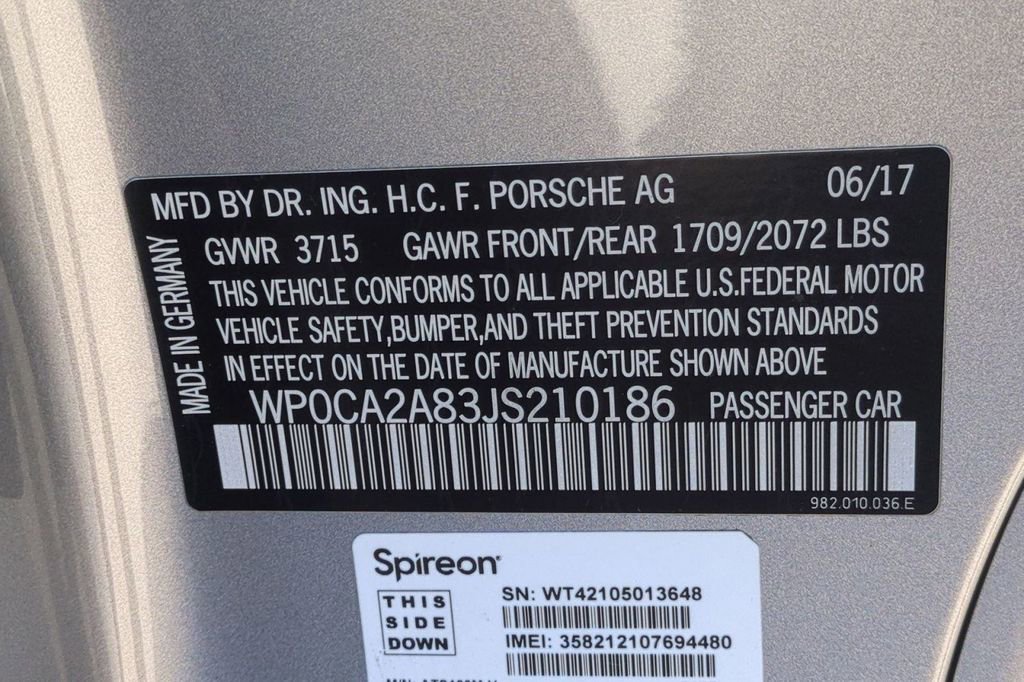 MFD BY DR. ING. H.C. F. PORSCHE AG 06/17
GVWR 3715 GAWR FRONT/REAR 1709/2072 LBS
THIS VEHICLE CONFORMS TO ALL APPLICABLE U.S.FEDERAL MOTOR
VEHICLE SAFETY,BUMPER,AND THEFT PREVENTION STANDARDS
IN EFFECT ON THE DATE OF MANUFACTURE SHOWN ABOVE
WP0CA2A83JS210186 PASSENGER CAR
982.010.036.E
MADE IN GERMANY
Spireon
THIS
SIDE
DOWN
SN: WT42105013648
IMEI: 358212107694480